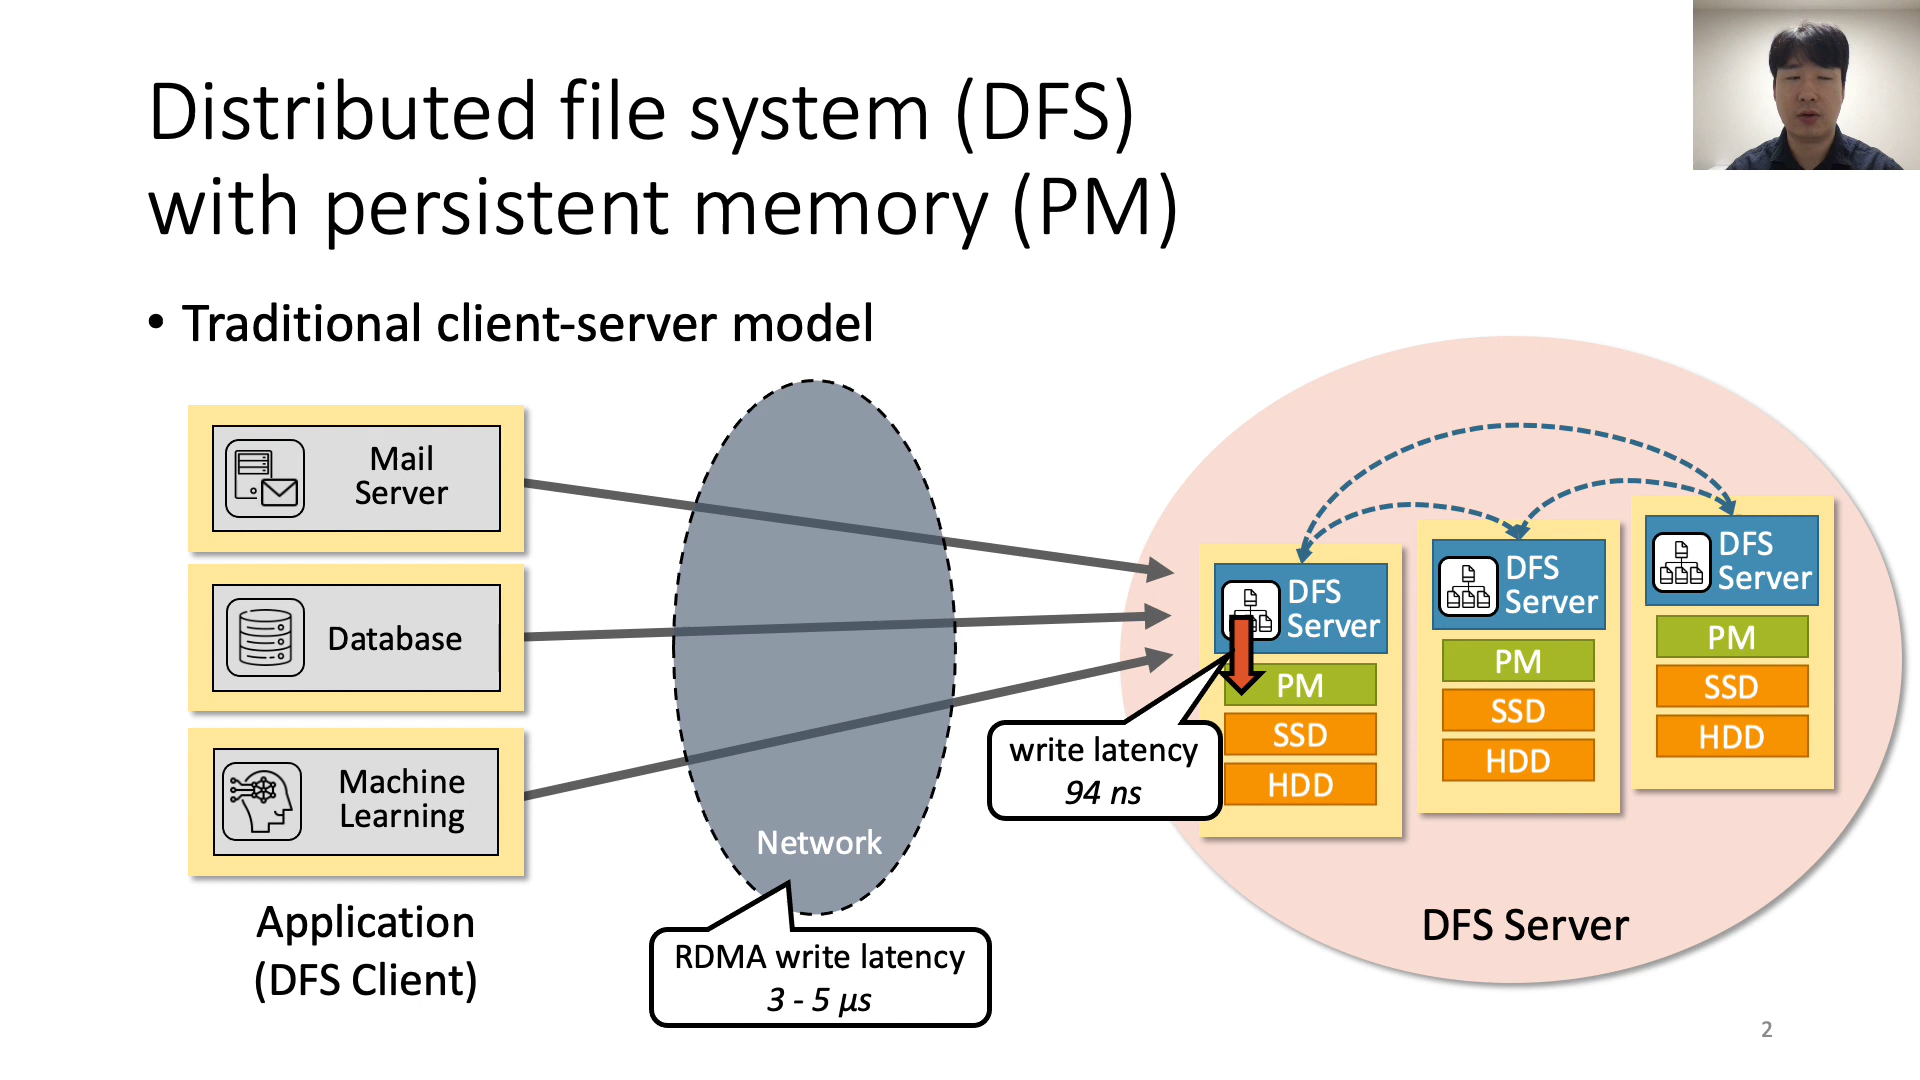 Distributed file system (DFS)
with persistent memory (PM)
• Traditional client-server model
Mail
Server
Database
Machine
Learning
Application
(DFS Client)
Network
RDMA write latency
3 - 5 µs
write latency
94 ns
DFS
Server
PM
SSD
HDD
DFS
Server
PM
SSD
HDD
DFS
Server
PM
SSD
HDD
DFS Server
2